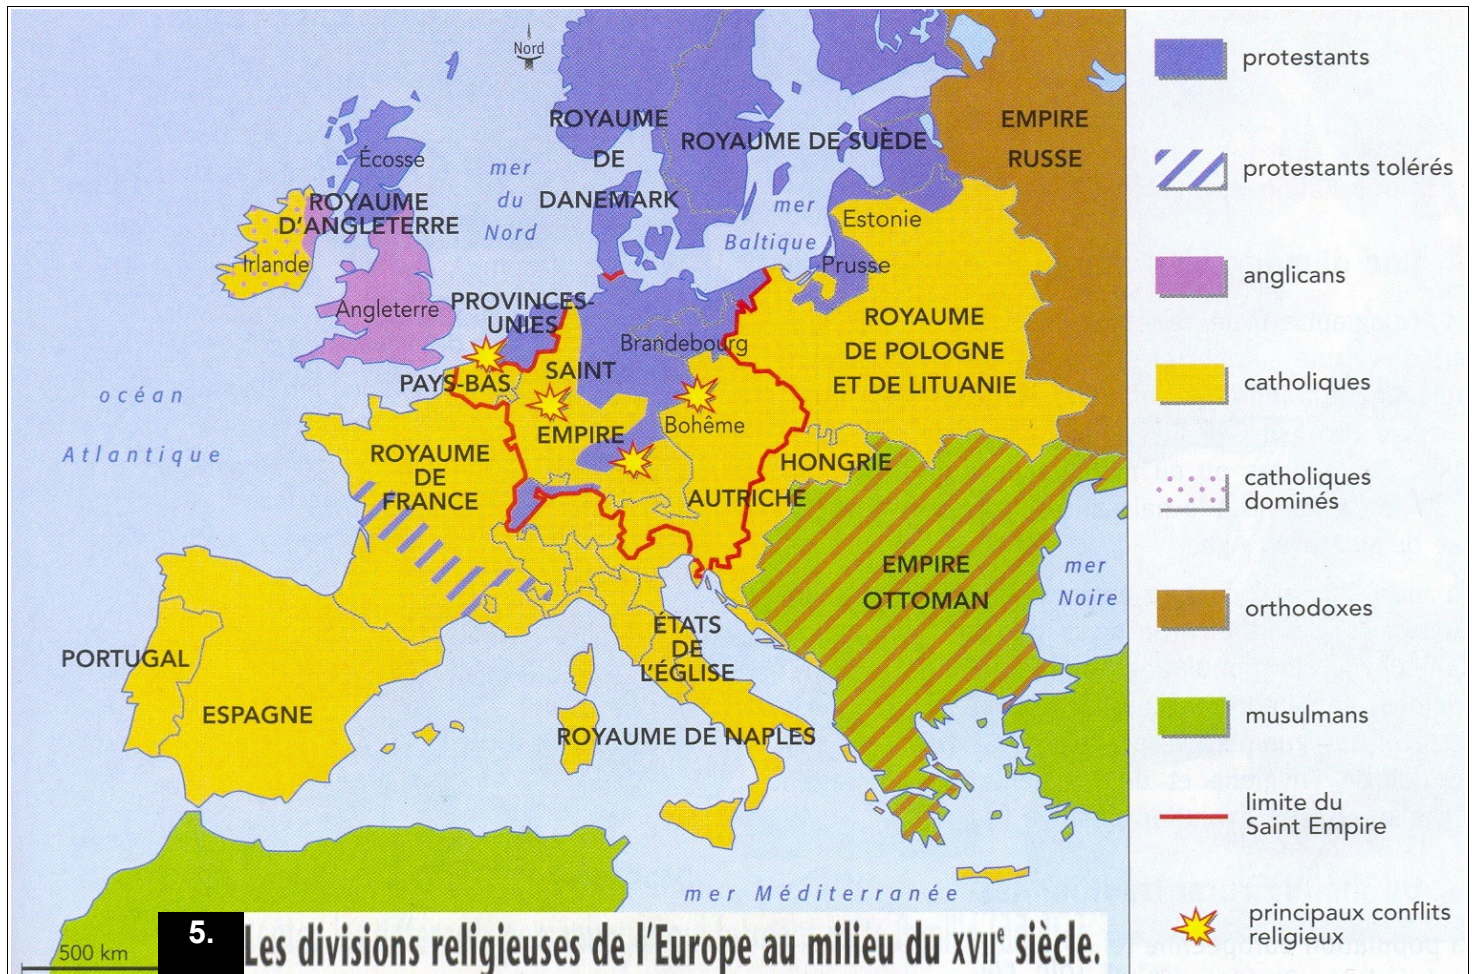 Nord
ROYAUME
DE
DANEMARK
ROYAUME DE SUÈDE
EMPIRE
RUSSE
Écosse
mer
du
Nord
ROYAUME
D'ANGLETERRE
mer
Baltique
Estonie
Irlande
Prusse
Angleterre
PROVINCES-
UNIES
ROYAUME
DE POLOGNE
ET DE LITUANIE
Brandebourg
SAINT
EMPIRE
PAYS-BAS
océan
Atlantique
Bohême
ROYAUME
DE
FRANCE
HONGRIE
AUTRICHE
EMPIRE
OTTOMAN
mer
Noire
ÉTATS
DE
L'ÉGLISE
PORTUGAL
ESPAGNE
ROYAUME DE NAPLES
mer Méditerranée
500 km
5.
Les divisions religieuses de l'Europe au milieu du XVIIe siècle.
protestants
protestants tolérés
anglicans
catholiques
catholiques
dominés
orthodoxes
musulmans
limite du
Saint Empire
principaux conflits
religieux